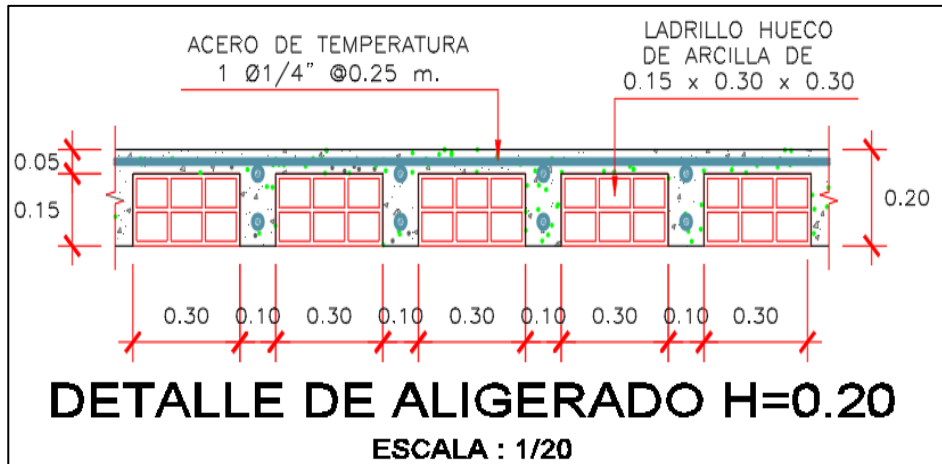 ACERO DE TEMPERATURA
1 Ø1/4" @0.25 m.
LADRILLO HUECO
DE ARCILLA DE
0.15 x 0.30 x 0.30
0.05
0.15
0.20
0.30 0.10 0.30 0.10 0.30 0.10 0.30 0.10 0.30
DETALLE DE ALIGERADO H=0.20
ESCALA : 1/20